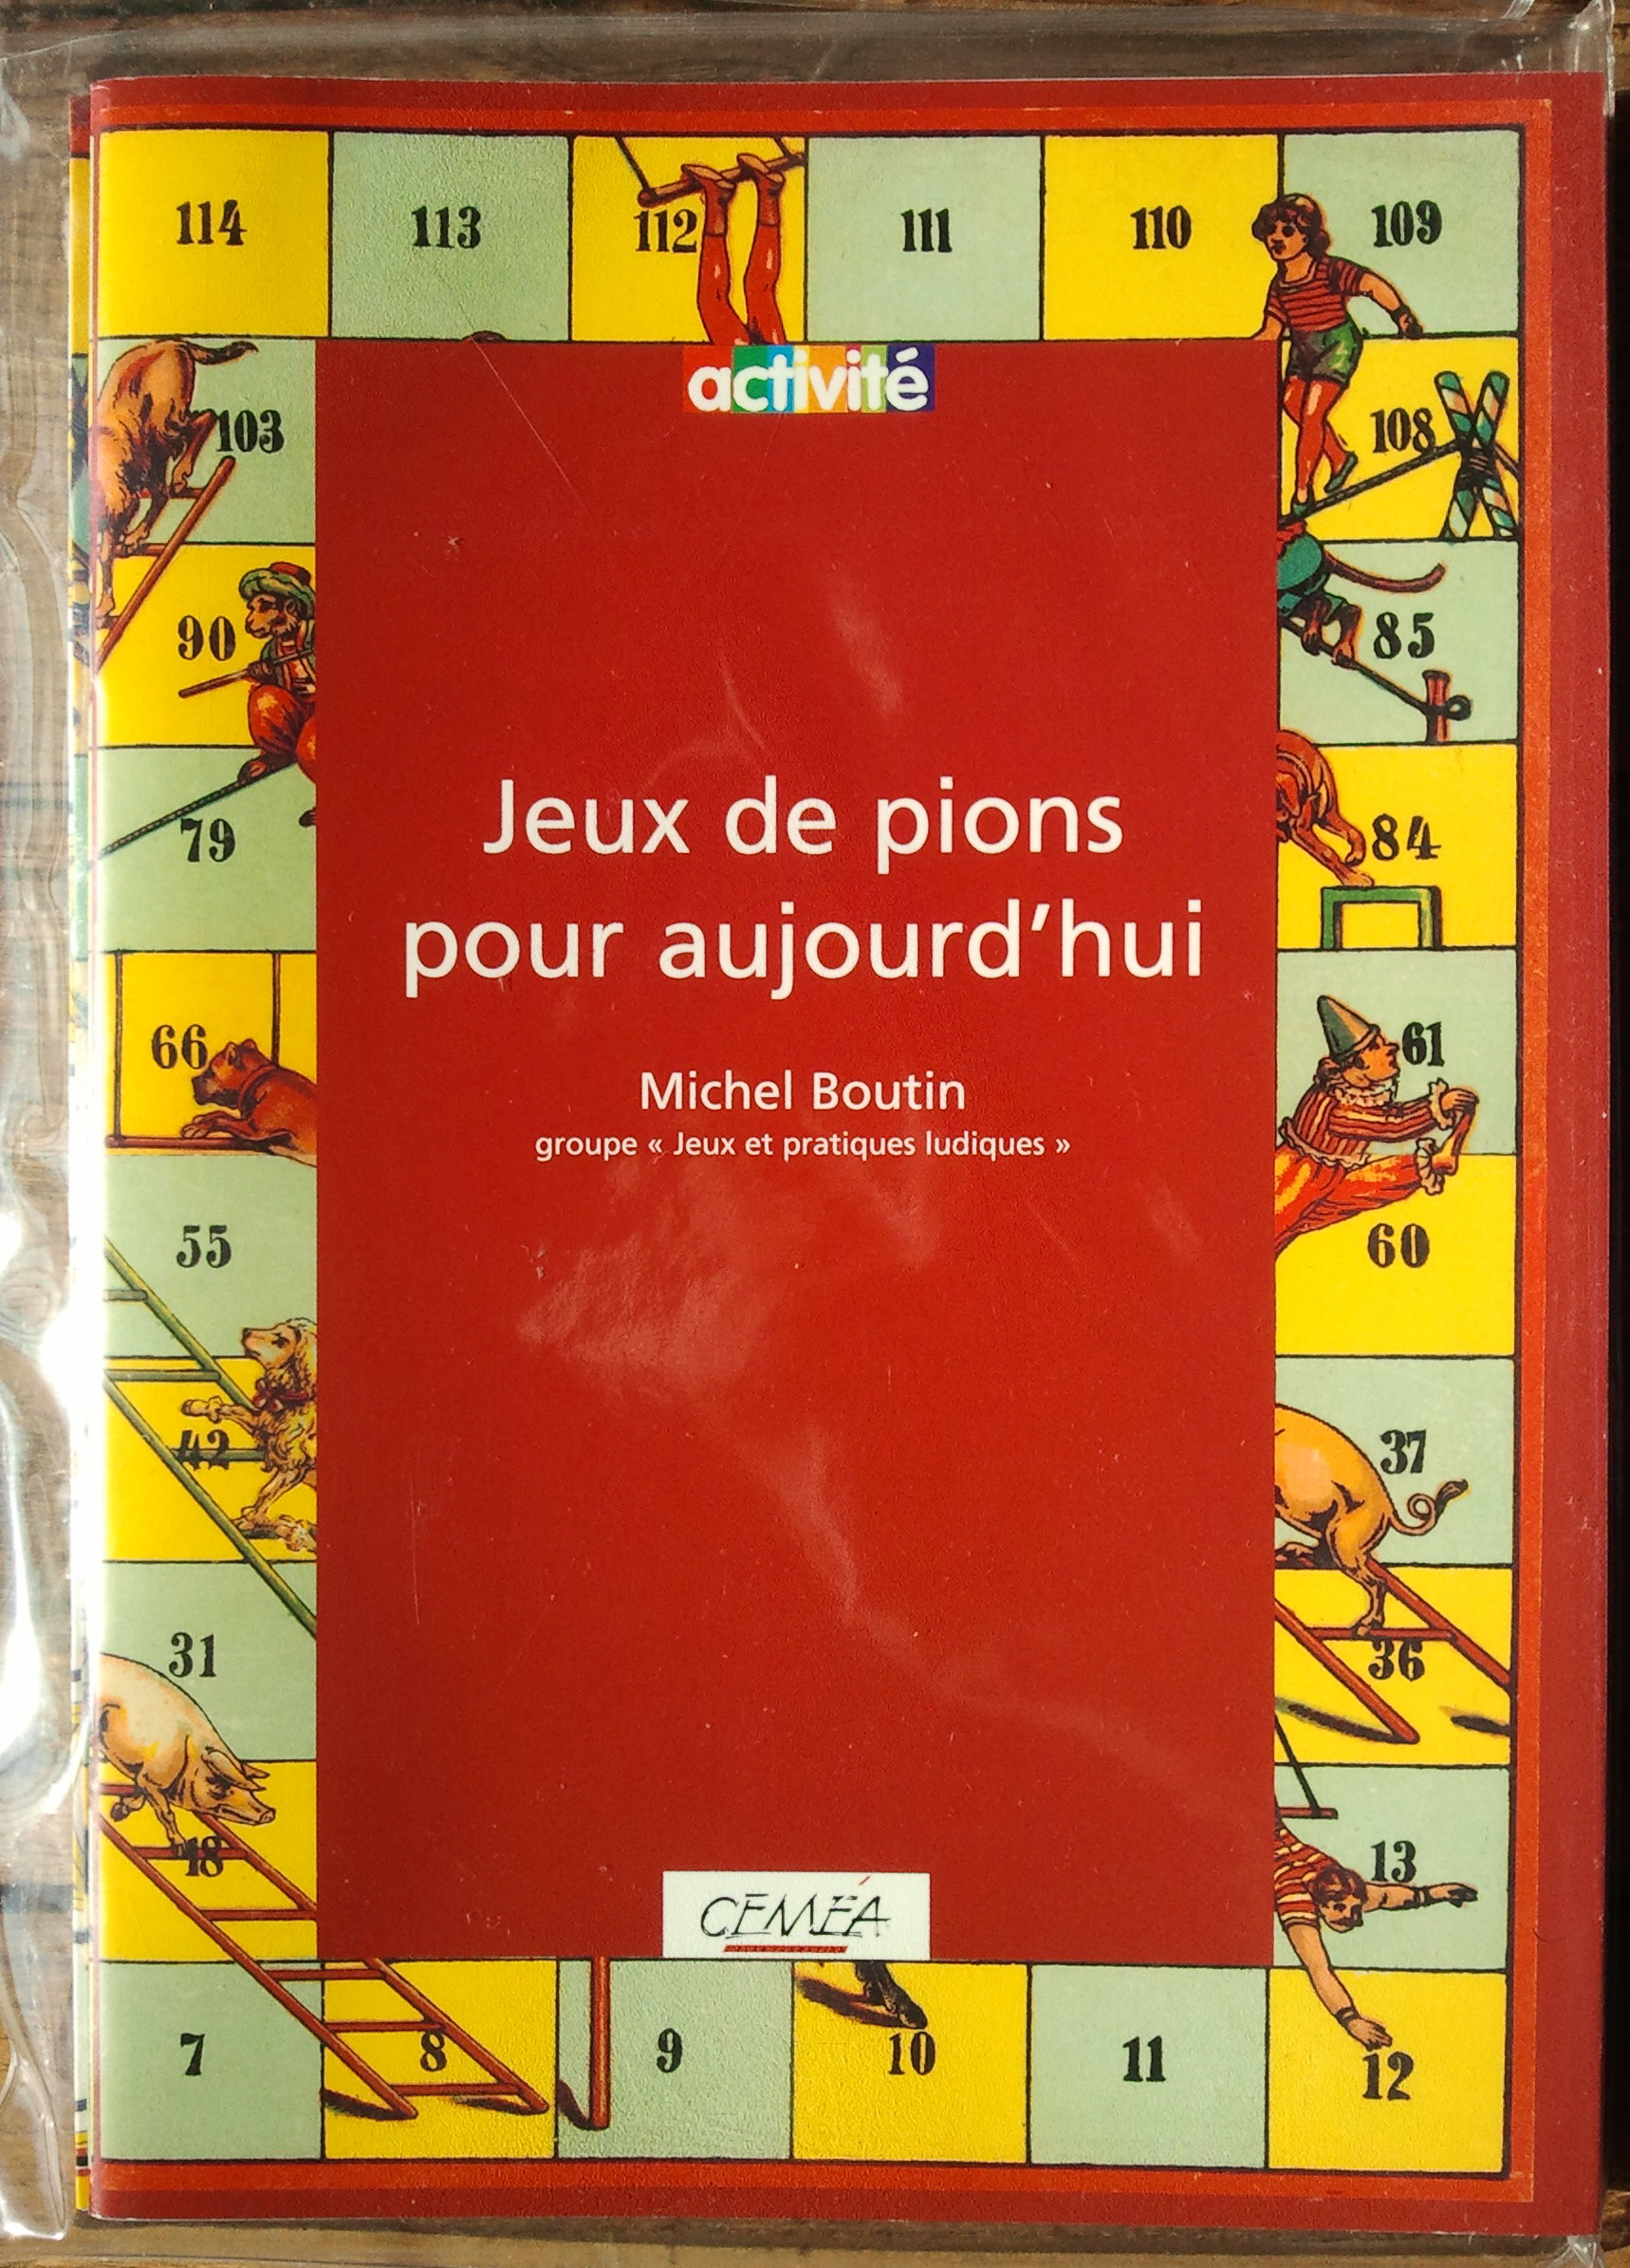 114 113 112 111 110 109
activité
103 108
90 85
79 84
Jeux de pions
pour aujourd'hui
66 61
Michel Boutin
groupe « Jeux et pratiques ludiques »
55 60
42 37
31 36
18 13
CEMÉA
7 8 9 10 11 12